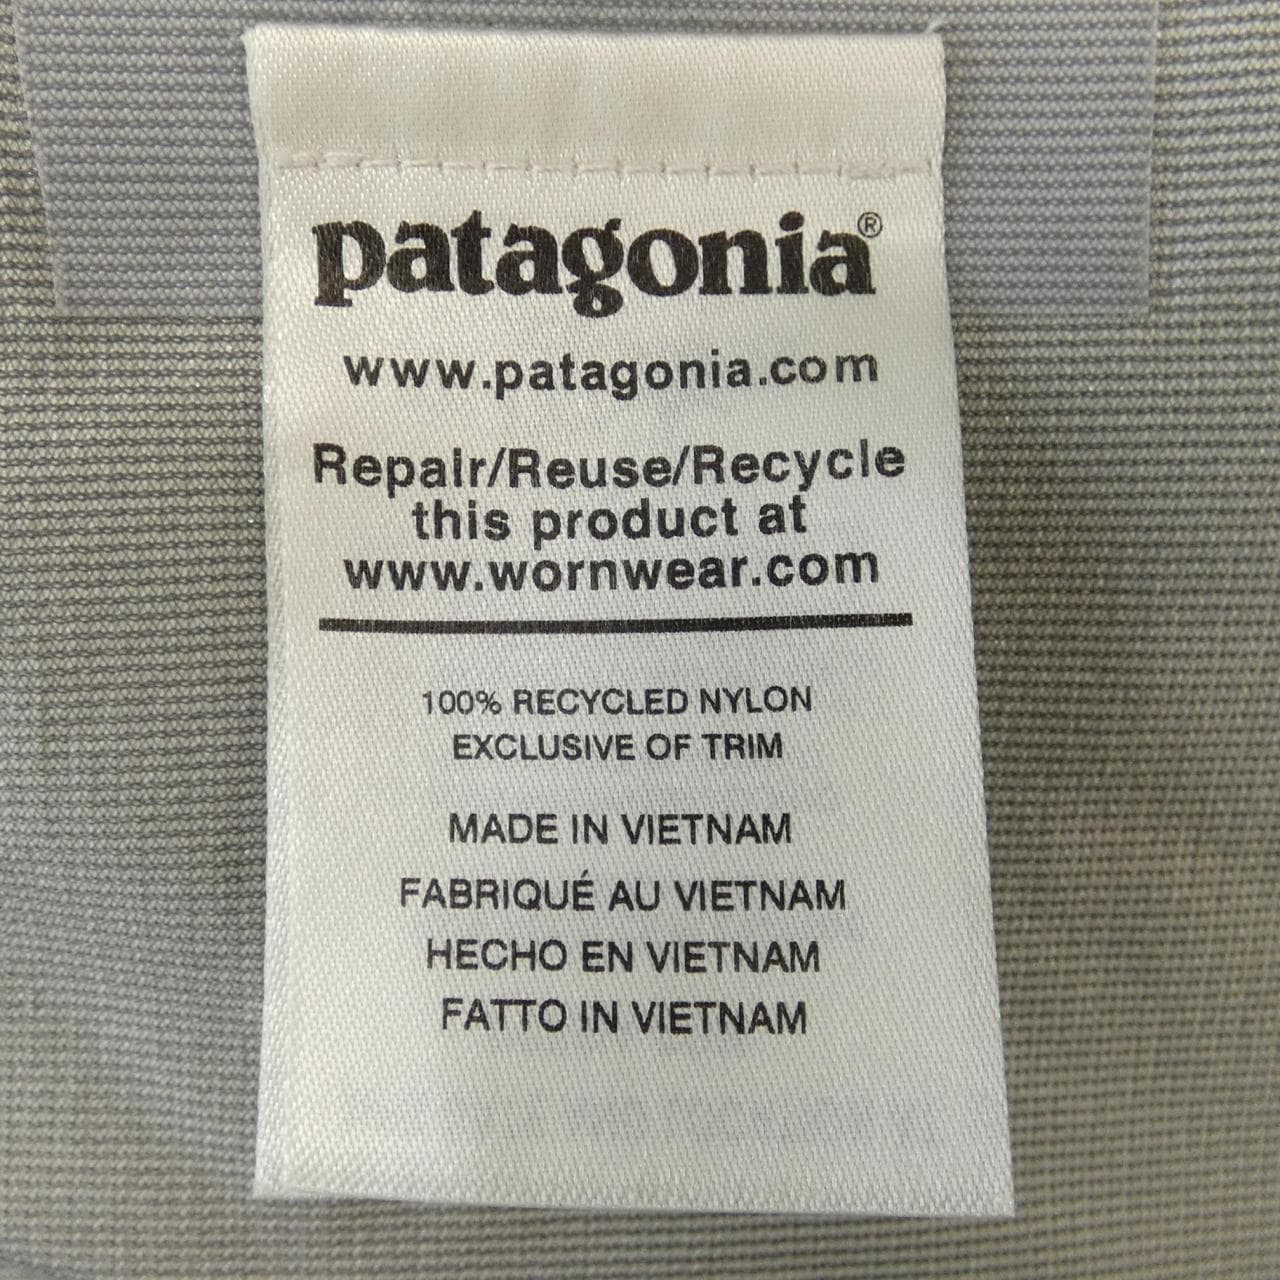 patagonia®
www.patagonia.com
Repair/Reuse/Recycle
this product at
www.wornwear.com
100% RECYCLED NYLON
EXCLUSIVE OF TRIM
MADE IN VIETNAM
FABRIQUÉ AU VIETNAM
HECHO EN VIETNAM
FATTO IN VIETNAM